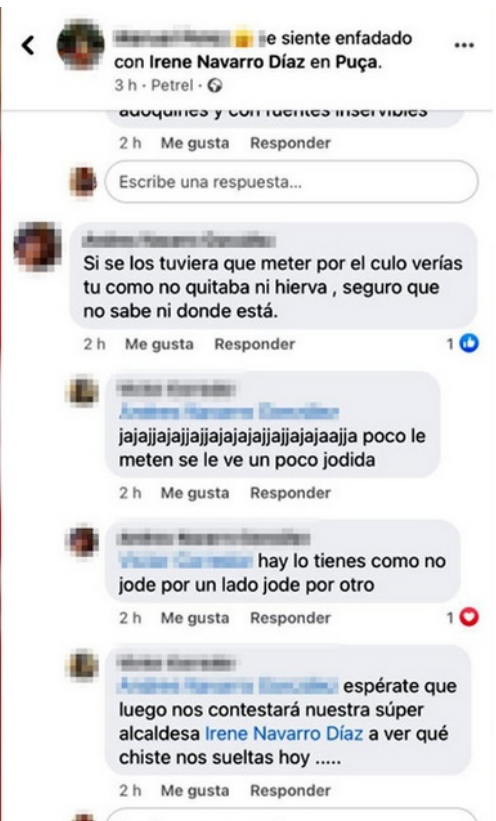 se siente enfadado
con Irene Navarro Díaz en Puça.
3 h · Petrel ·
adoquines y con fuentes inservibles
2 h Me gusta Responder
Escribe una respuesta...
Si se los tuviera que meter por el culo verías
tu como no quitaba ni hierva , seguro que
no sabe ni donde está.
2 h Me gusta Responder 1
jajajjajajjajjajajajajjajjajajaajja poco le
meten se le ve un poco jodida
2 h Me gusta Responder
hay lo tienes como no
jode por un lado jode por otro
2 h Me gusta Responder 1
espérate que
luego nos contestará nuestra súper
alcaldesa Irene Navarro Díaz a ver qué
chiste nos sueltas hoy .....
2 h Me gusta Responder